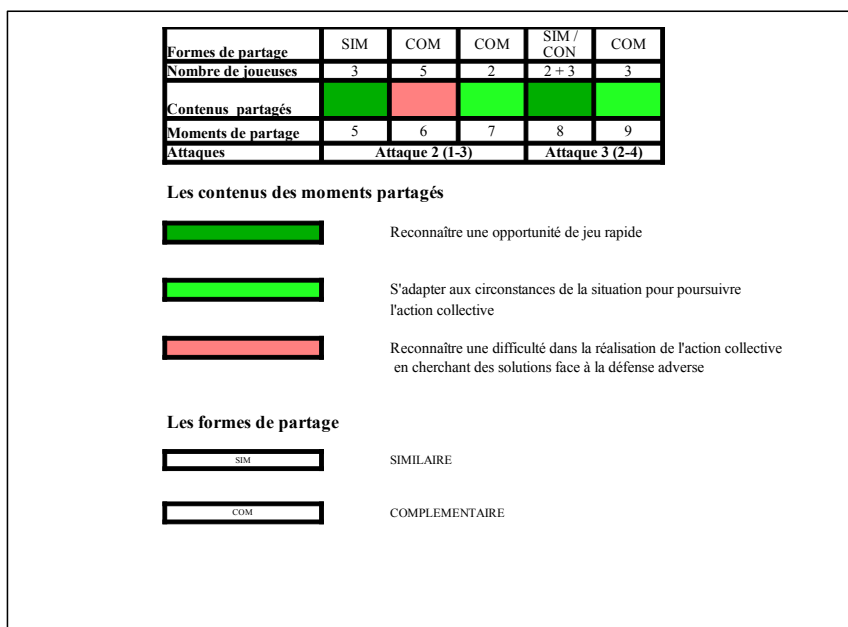 Formes de partage SIM COM COM SIM / CON COM
Nombre de joueuses 3 5 2 2 + 3 3
Contenus partagés
Moments de partage 5 6 7 8 9
Attaques Attaque 2 (1-3) Attaque 3 (2-4)
Les contenus des moments partagés
Reconnaître une opportunité de jeu rapide
S'adapter aux circonstances de la situation pour poursuivre
l'action collective
Reconnaître une difficulté dans la réalisation de l'action collective
en cherchant des solutions face à la défense adverse
Les formes de partage
SIM SIMILAIRE
COM COMPLEMENTAIRE